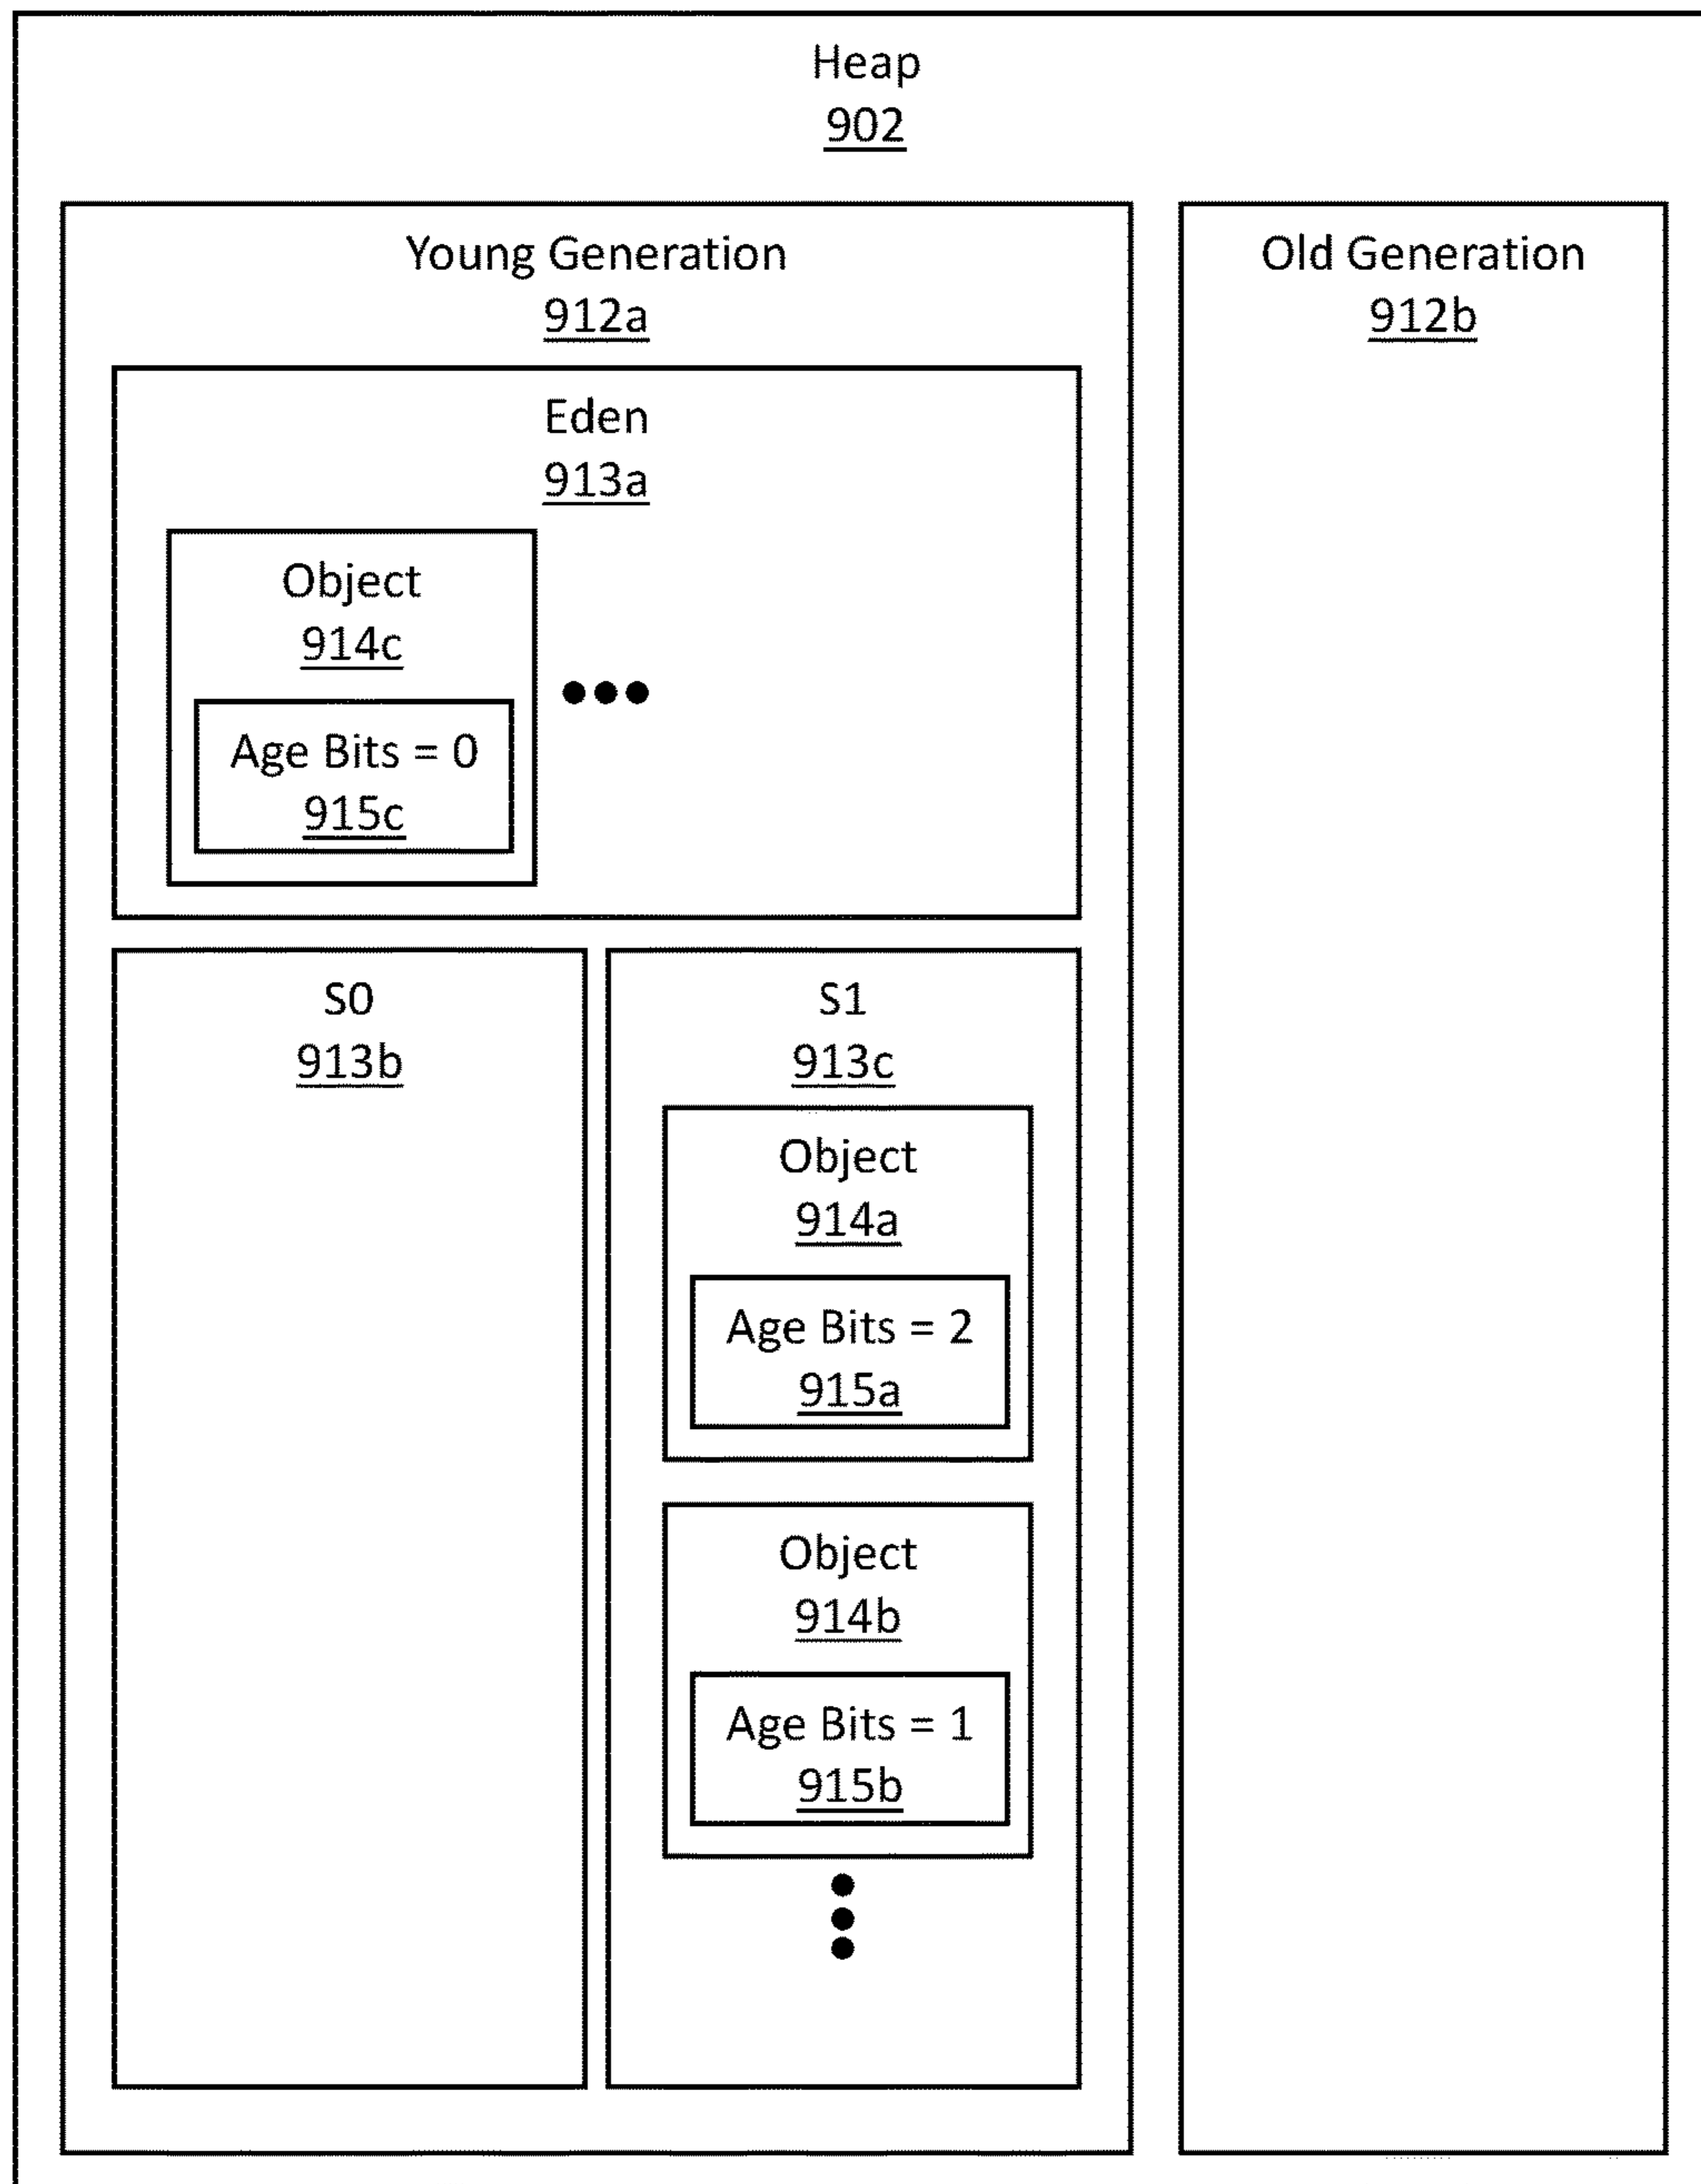 Heap
902
Young Generation
912a
Old Generation
912b
Eden
913a
Object
914c
Age Bits = 0
915c
S0
913b
S1
913c
Object
914a
Age Bits = 2
915a
Object
914b
Age Bits = 1
915b